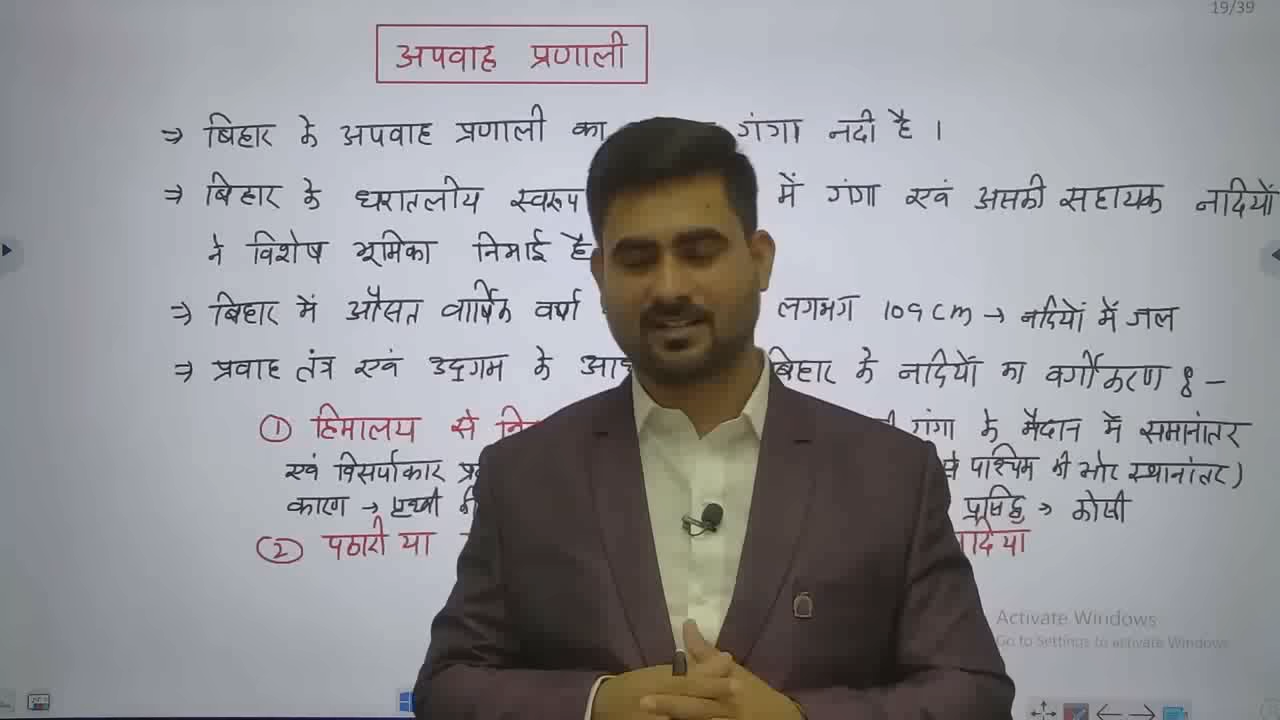 19/39
अपवाह प्रणाली
⇒ बिहार के अपवाह प्रणाली का गंगा नदी है ।
⇒ बिहार के धरातलीय स्वरूप में गंगा एवं उसकी सहायक नदियों
ने विशेष भूमिका निभाई है
⇒ बिहार में औसत वार्षिक वर्षा लगभग 109 cm → नदियों में जल
⇒ प्रवाह तंत्र एवं उद्गम के बिहार के नदियों का वर्गीकरण :-
① हिमालय से गंगा के मैदान में समानांतर
एवं विसर्पाकार पश्चिम की ओर स्थानांतर)
कारण → पृथ्वी प्रसिद्ध → कोसी
② पठारी या
Activate Windows
Go to Settings to activate Windows